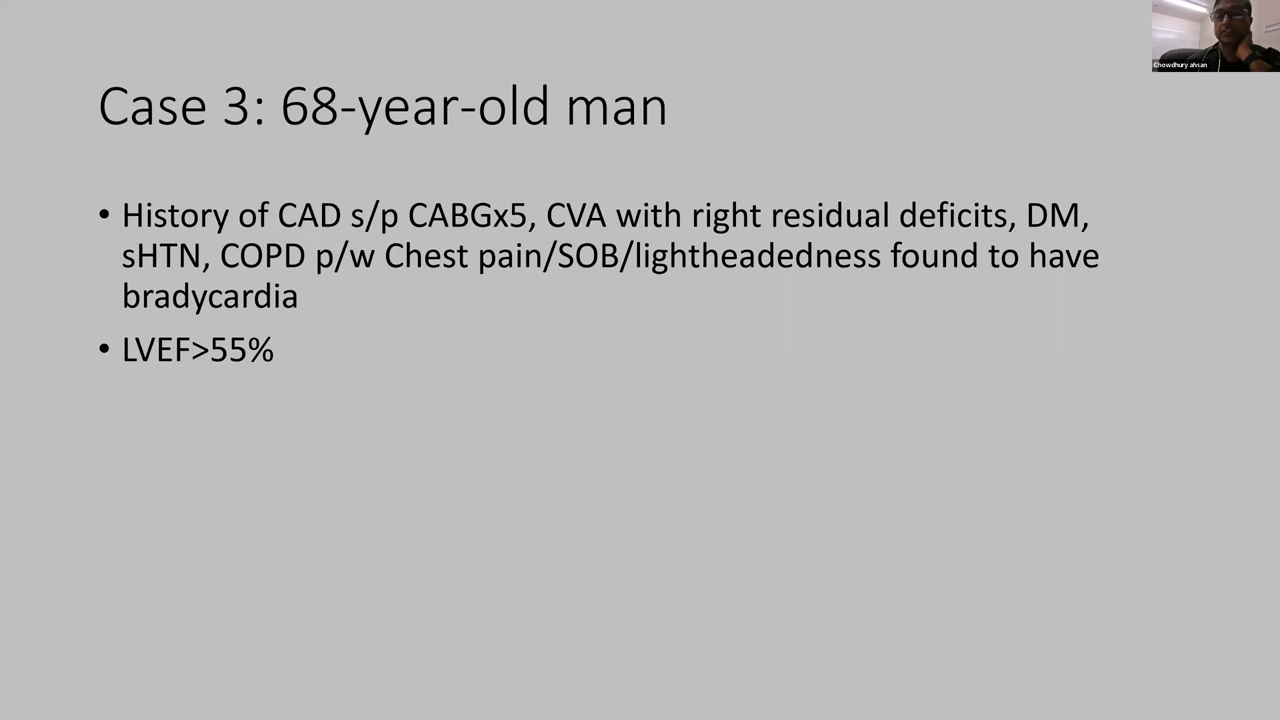 Chowdhury ahsan
Case 3: 68-year-old man
• History of CAD s/p CABGx5, CVA with right residual deficits, DM,
sHTN, COPD p/w Chest pain/SOB/lightheadedness found to have
bradycardia
• LVEF>55%